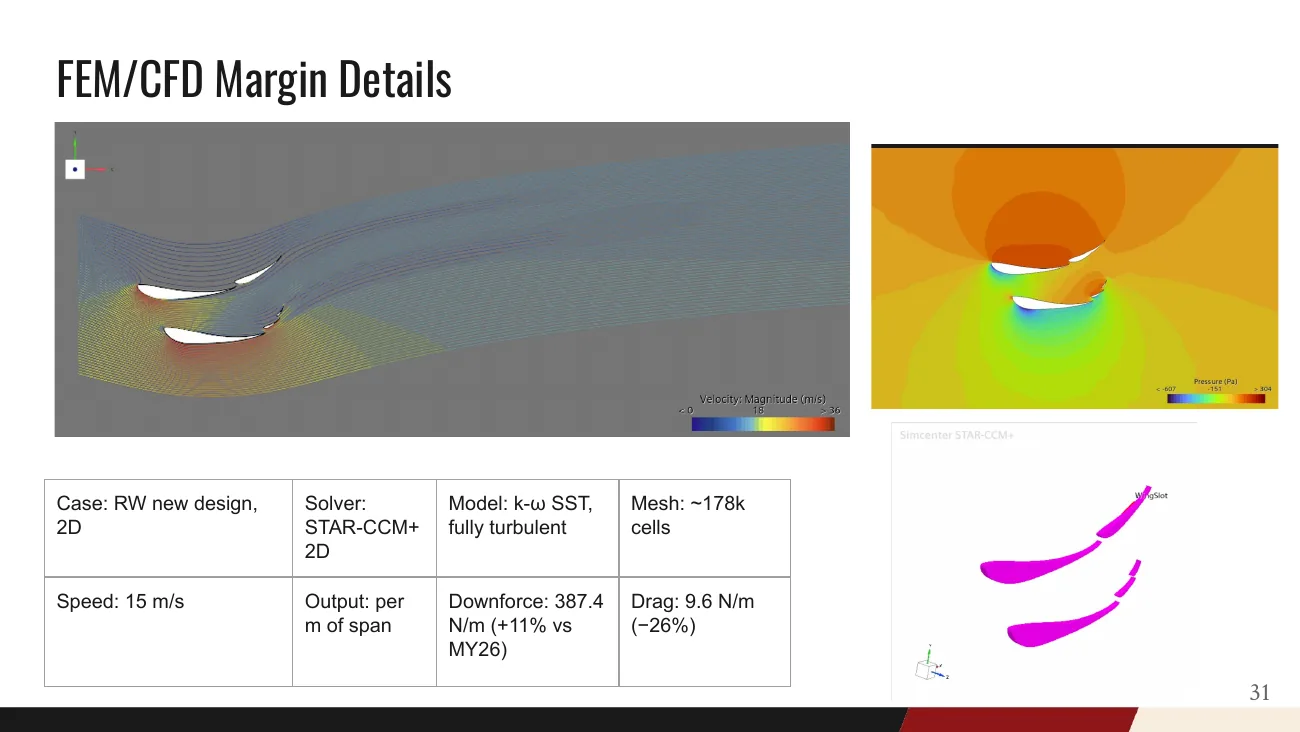 FEM/CFD Margin Details
Y
X
Velocity: Magnitude (m/s)
< 0 18 > 36
Pressure (Pa)
< -607 -151 > 304
Simcenter STAR-CCM+
Case: RW new design,
2D
Solver:
STAR-CCM+
2D
Model: k-ω SST,
fully turbulent
Mesh: ~178k
cells
Speed: 15 m/s
Output: per
m of span
Downforce: 387.4
N/m (+11% vs
MY26)
Drag: 9.6 N/m
(−26%)
Y
Z
31